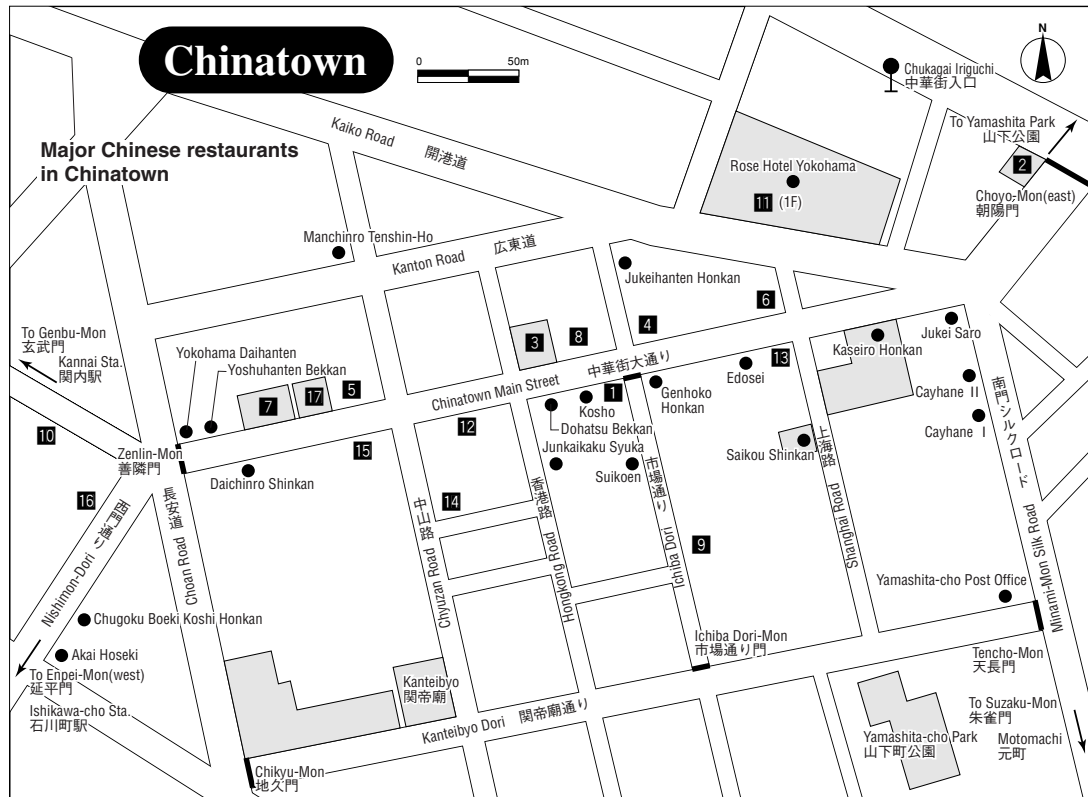 Chinatown
0
50m
N
Chukagai Iriguchi
中華街入口
To Yamashita Park
山下公園
2
Choyo-Mon(east)
朝陽門
Major Chinese restaurants
in Chinatown
Kaiko Road 開港道
Rose Hotel Yokohama
11 (1F)
Manchinro Tenshin-Ho
Kanton Road 広東道
Jukeihanten Honkan
6
4
8
3
To Genbu-Mon
玄武門
Kannai Sta.
関内駅
Yokohama Daihanten
Yoshuhanten Bekkan
7
17
5
Chinatown Main Street 中華街大通り
Jukei Saro
Kaseiro Honkan
13
Edosei
Genhoko
Honkan
1
Kosho
Dohatsu Bekkan
Cayhane II
Cayhane I
南門シルクロード
Minami-Mon Silk Road
10
Zenlin-Mon
善隣門
Daichinro Shinkan
15
12
Junkaikaku Syuka
Suikoen
Saikou Shinkan
上海路
Shanghai Road
16
西門通り
Nishimon-Dori
長安道
Choan Road
14
中山路
Chyuzan Road
香港路
Hongkong Road
市場通り
Ichiba Dori
9
Yamashita-cho Post Office
Chugoku Boeki Koshi Honkan
Akai Hoseki
To Enpei-Mon(west)
延平門
Ishikawa-cho Sta.
石川町駅
Kanteibyo
関帝廟
Ichiba Dori-Mon
市場通り門
Tencho-Mon
天長門
Kanteibyo Dori 関帝廟通り
To Suzaku-Mon
朱雀門
Motomachi
元町
Yamashita-cho Park
山下町公園
Chikyu-Mon
地久門